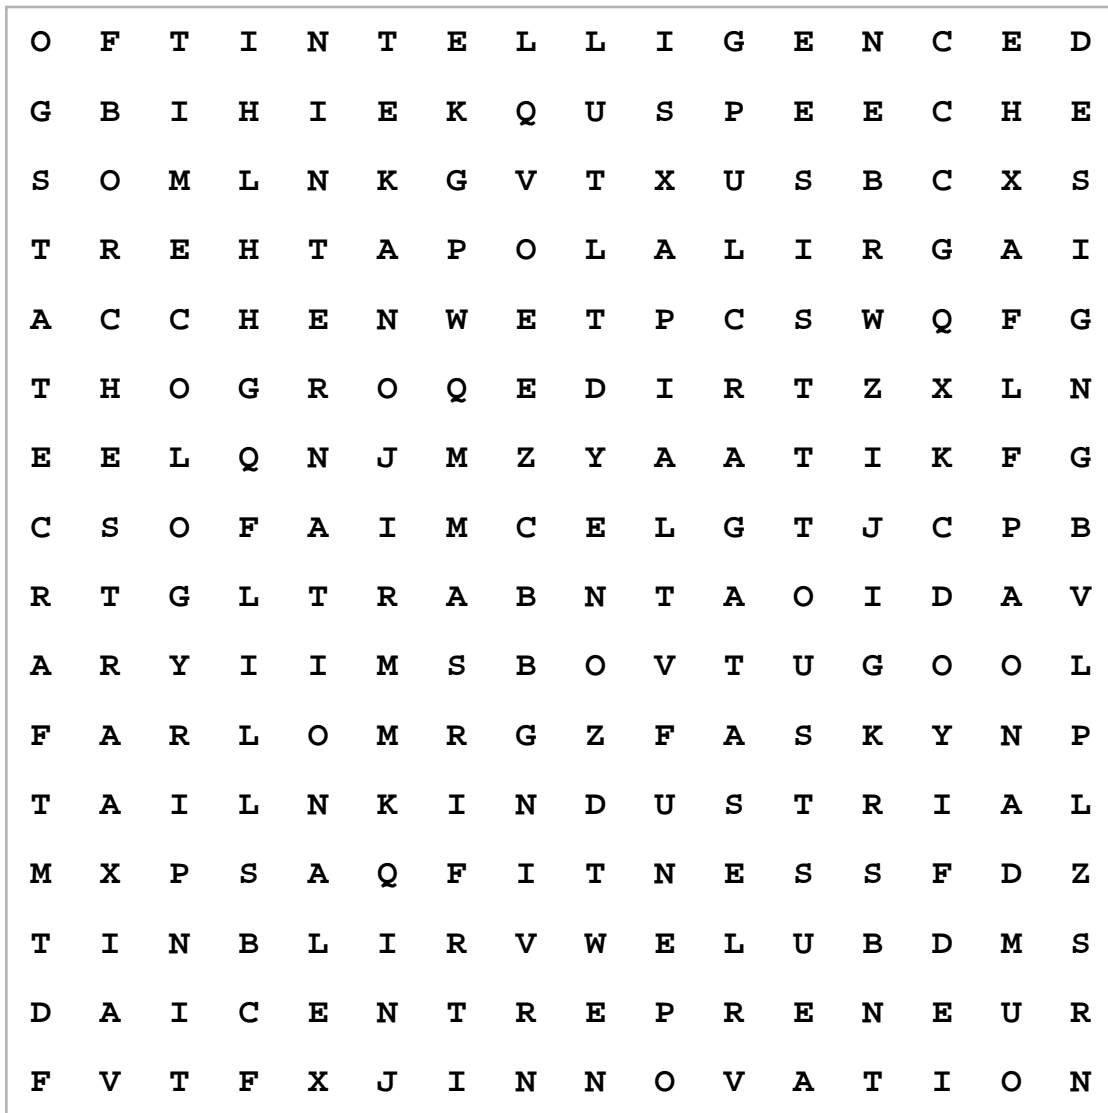 O F T I N T E L L I G E N C E D
G B I H I E K Q U S P E E C H E
S O M L N K G V T X U S B C X S
T R E H T A P O L A L I R G A I
A C C H E N W E T P C S W Q F G
T H O G R O Q E D I R T Z X L N
E E L Q N J M Z Y A A T I K F G
C S O F A I M C E L G T J C P B
R T G L T R A B N T A O I D A V
A R Y I I M S B O V T U G O O L
F A R L O M R G Z F A S K Y N P
T A I L N K I N D U S T R I A L
M X P S A Q F I T N E S S F D Z
T I N B L I R V W E L U B D M S
D A I C E N T R E P R E N E U R
F V T F X J I N N O V A T I O N